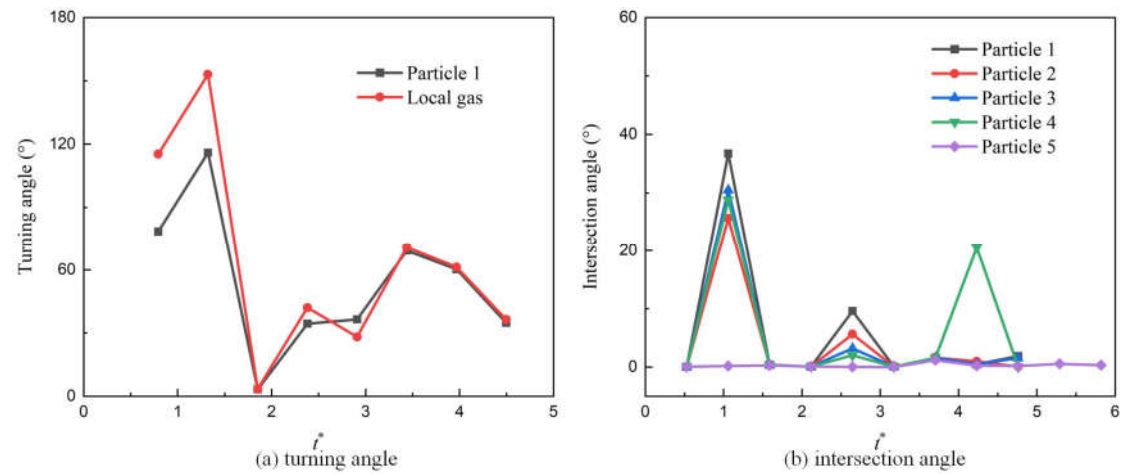 180
120
60
0
Turning angle (°)
Particle 1
Local gas
0 1 2 3 4 5
t*
(a) turning angle
60
40
20
0
Intersection angle (°)
Particle 1
Particle 2
Particle 3
Particle 4
Particle 5
0 1 2 3 4 5 6
t*
(b) intersection angle